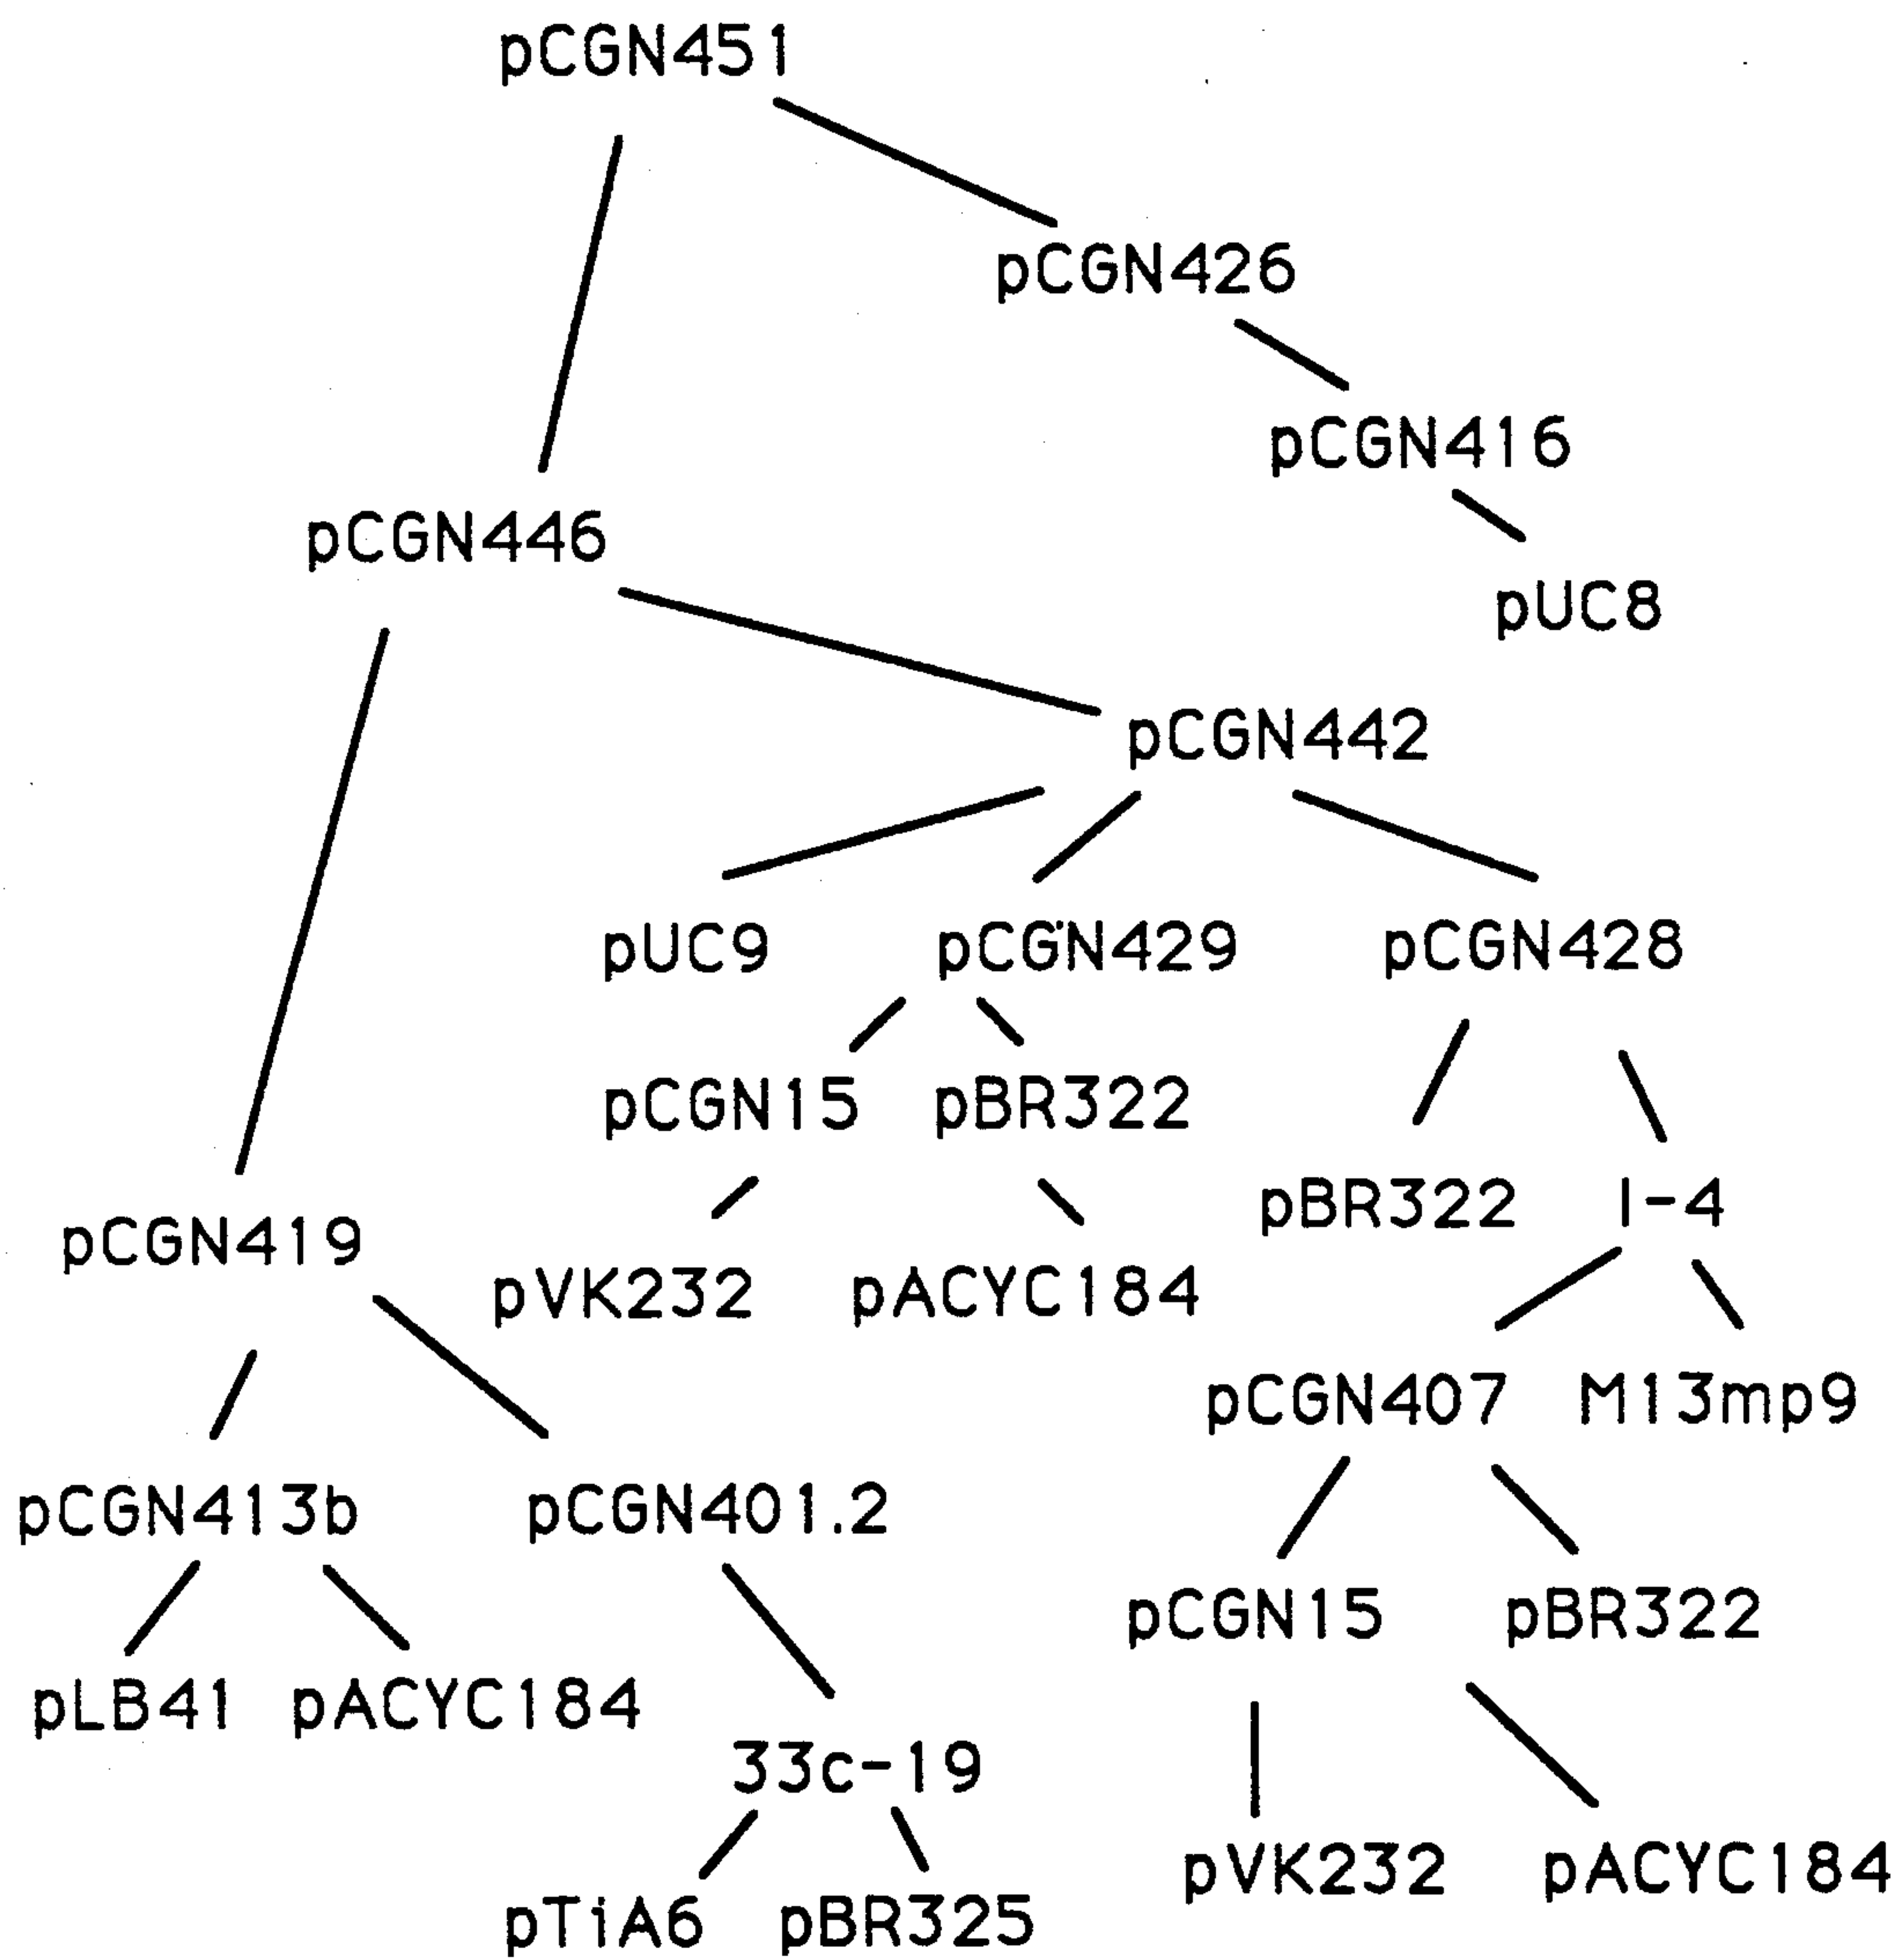 pCGN451
pCGN426
pCGN416
pCGN446
pUC8
pCGN442
pUC9 pCGN429 pCGN428
pCGN15 pBR322
pBR322 I-4
pCGN419
pVK232 pACYC184
pCGN407 M13mp9
pCGN413b pCGN401.2
pCGN15 pBR322
pLB41 pACYC184
33c-19
pVK232 pACYC184
pTiA6 pBR325